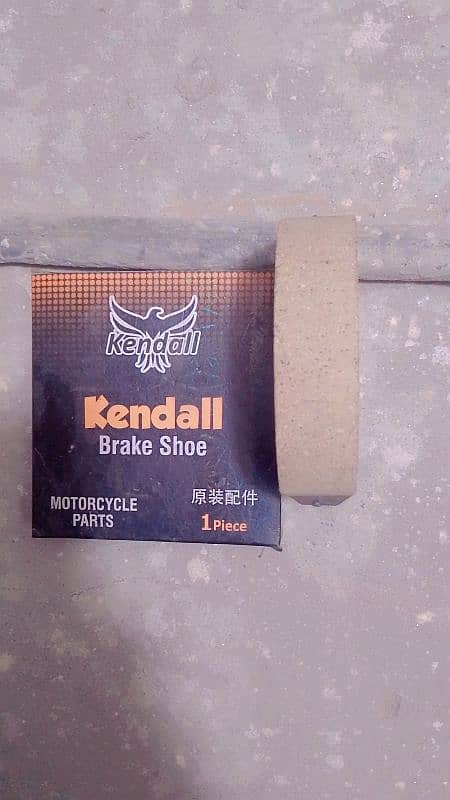 Kendall
Kendall
Brake Shoe
MOTORCYCLE
PARTS
原装配件
1 Piece